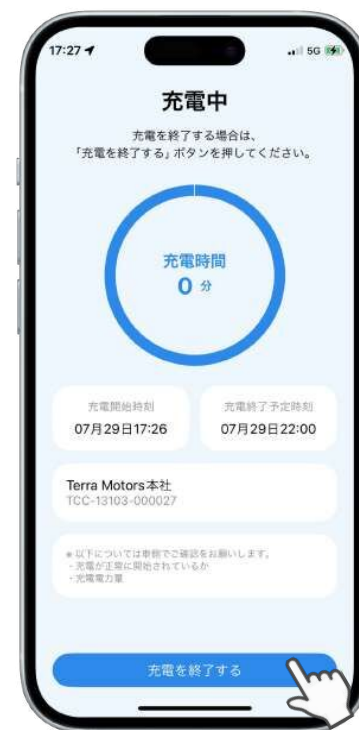 17:27
5G
充電中
充電を終了する場合は、
「充電を終了する」ボタンを押してください。
充電時間
0 分
充電開始時刻
07月29日17:26
充電終了予定時刻
07月29日22:00
Terra Motors本社
TCC-13103-000027
※以下については車側でご確認をお願いします。
・充電が正常に開始されているか
・充電電力量
充電を終了する